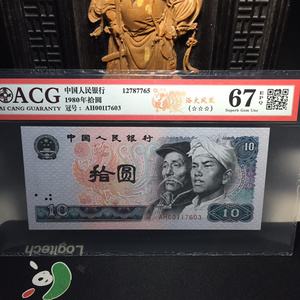 ACG
AI CANG GUARANTY
中国人民银行 12787765
1980年拾圆
冠号： AH00117603
浴火凤凰
(☆☆☆)
67 EPQ
Superb Gem Unc
中国人民银行
10
拾圆
10
AH00117603
10
Logitech